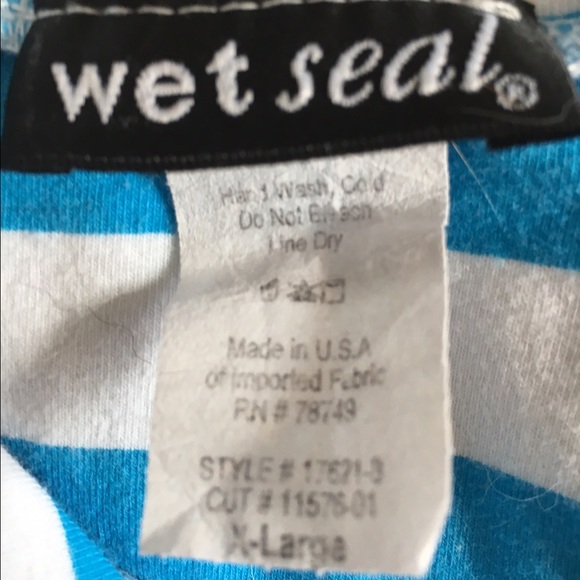 wet seal®
Hand Wash, Cold
Do Not Bleach
Line Dry
Made in U.S.A
of Imported Fabric
RN # 78749
STYLE # 17621-3
CUT # 11576-01
X-Large